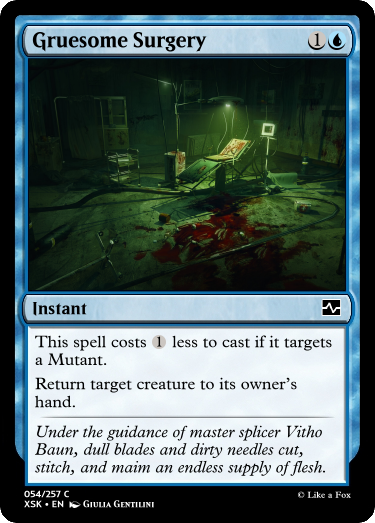 Gruesome Surgery 1
Instant
This spell costs 1 less to cast if it targets
a Mutant.
Return target creature to its owner's
hand.
Under the guidance of master splicer Vitho
Baun, dull blades and dirty needles cut,
stitch, and maim an endless supply of flesh.
054/257 C
XSK • EN Giulia Gentilini
© Like a Fox